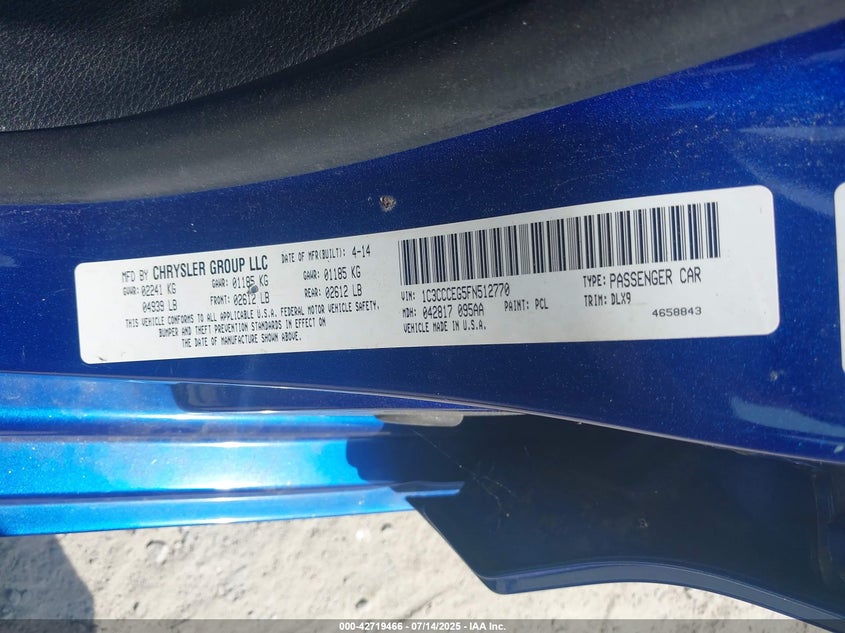 MFD BY CHRYSLER GROUP LLC DATE OF MFR(BUILT): 4-14
GVWR: 02241 KG GAWR: 01185 KG GAWR: 01185 KG
04939 LB FRONT: 02612 LB REAR: 02612 LB
THIS VEHICLE CONFORMS TO ALL APPLICABLE U.S.A. FEDERAL MOTOR VEHICLE SAFETY,
BUMPER AND THEFT PREVENTION STANDARDS IN EFFECT ON
THE DATE OF MANUFACTURE SHOWN ABOVE.
VIN: 1C3CCCEG5FN512770 TYPE: PASSENGER CAR
MDH: 042817 095AA PAINT: PCL TRIM: DLX9
VEHICLE MADE IN U.S.A. 4658843
000-42719466 - 07/14/2025 - IAA Inc.